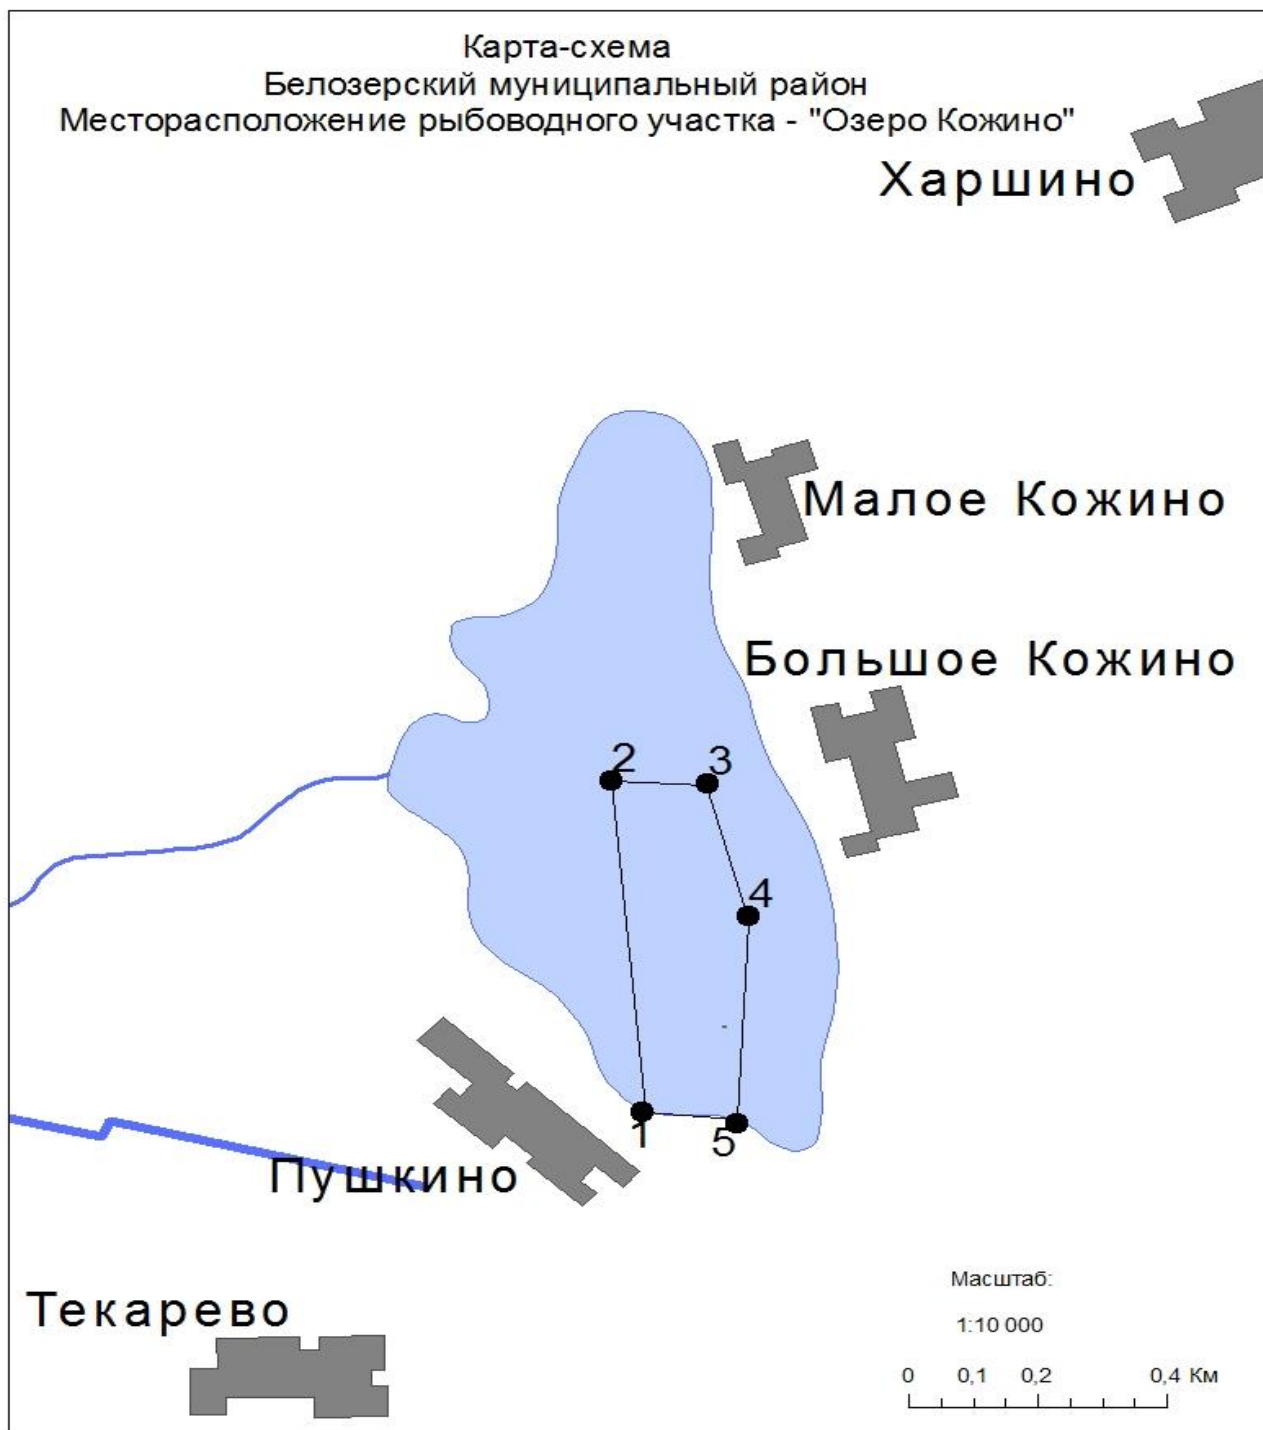 Карта-схема
Белозерский муниципальный район
Месторасположение рыбоводного участка - "Озеро Кожино"
Харшино
Малое Кожино
Большое Кожино
2
3
4
1
5
Пушкино
Текарево
Масштаб:
1:10 000
0 0,1 0,2 0,4 Км